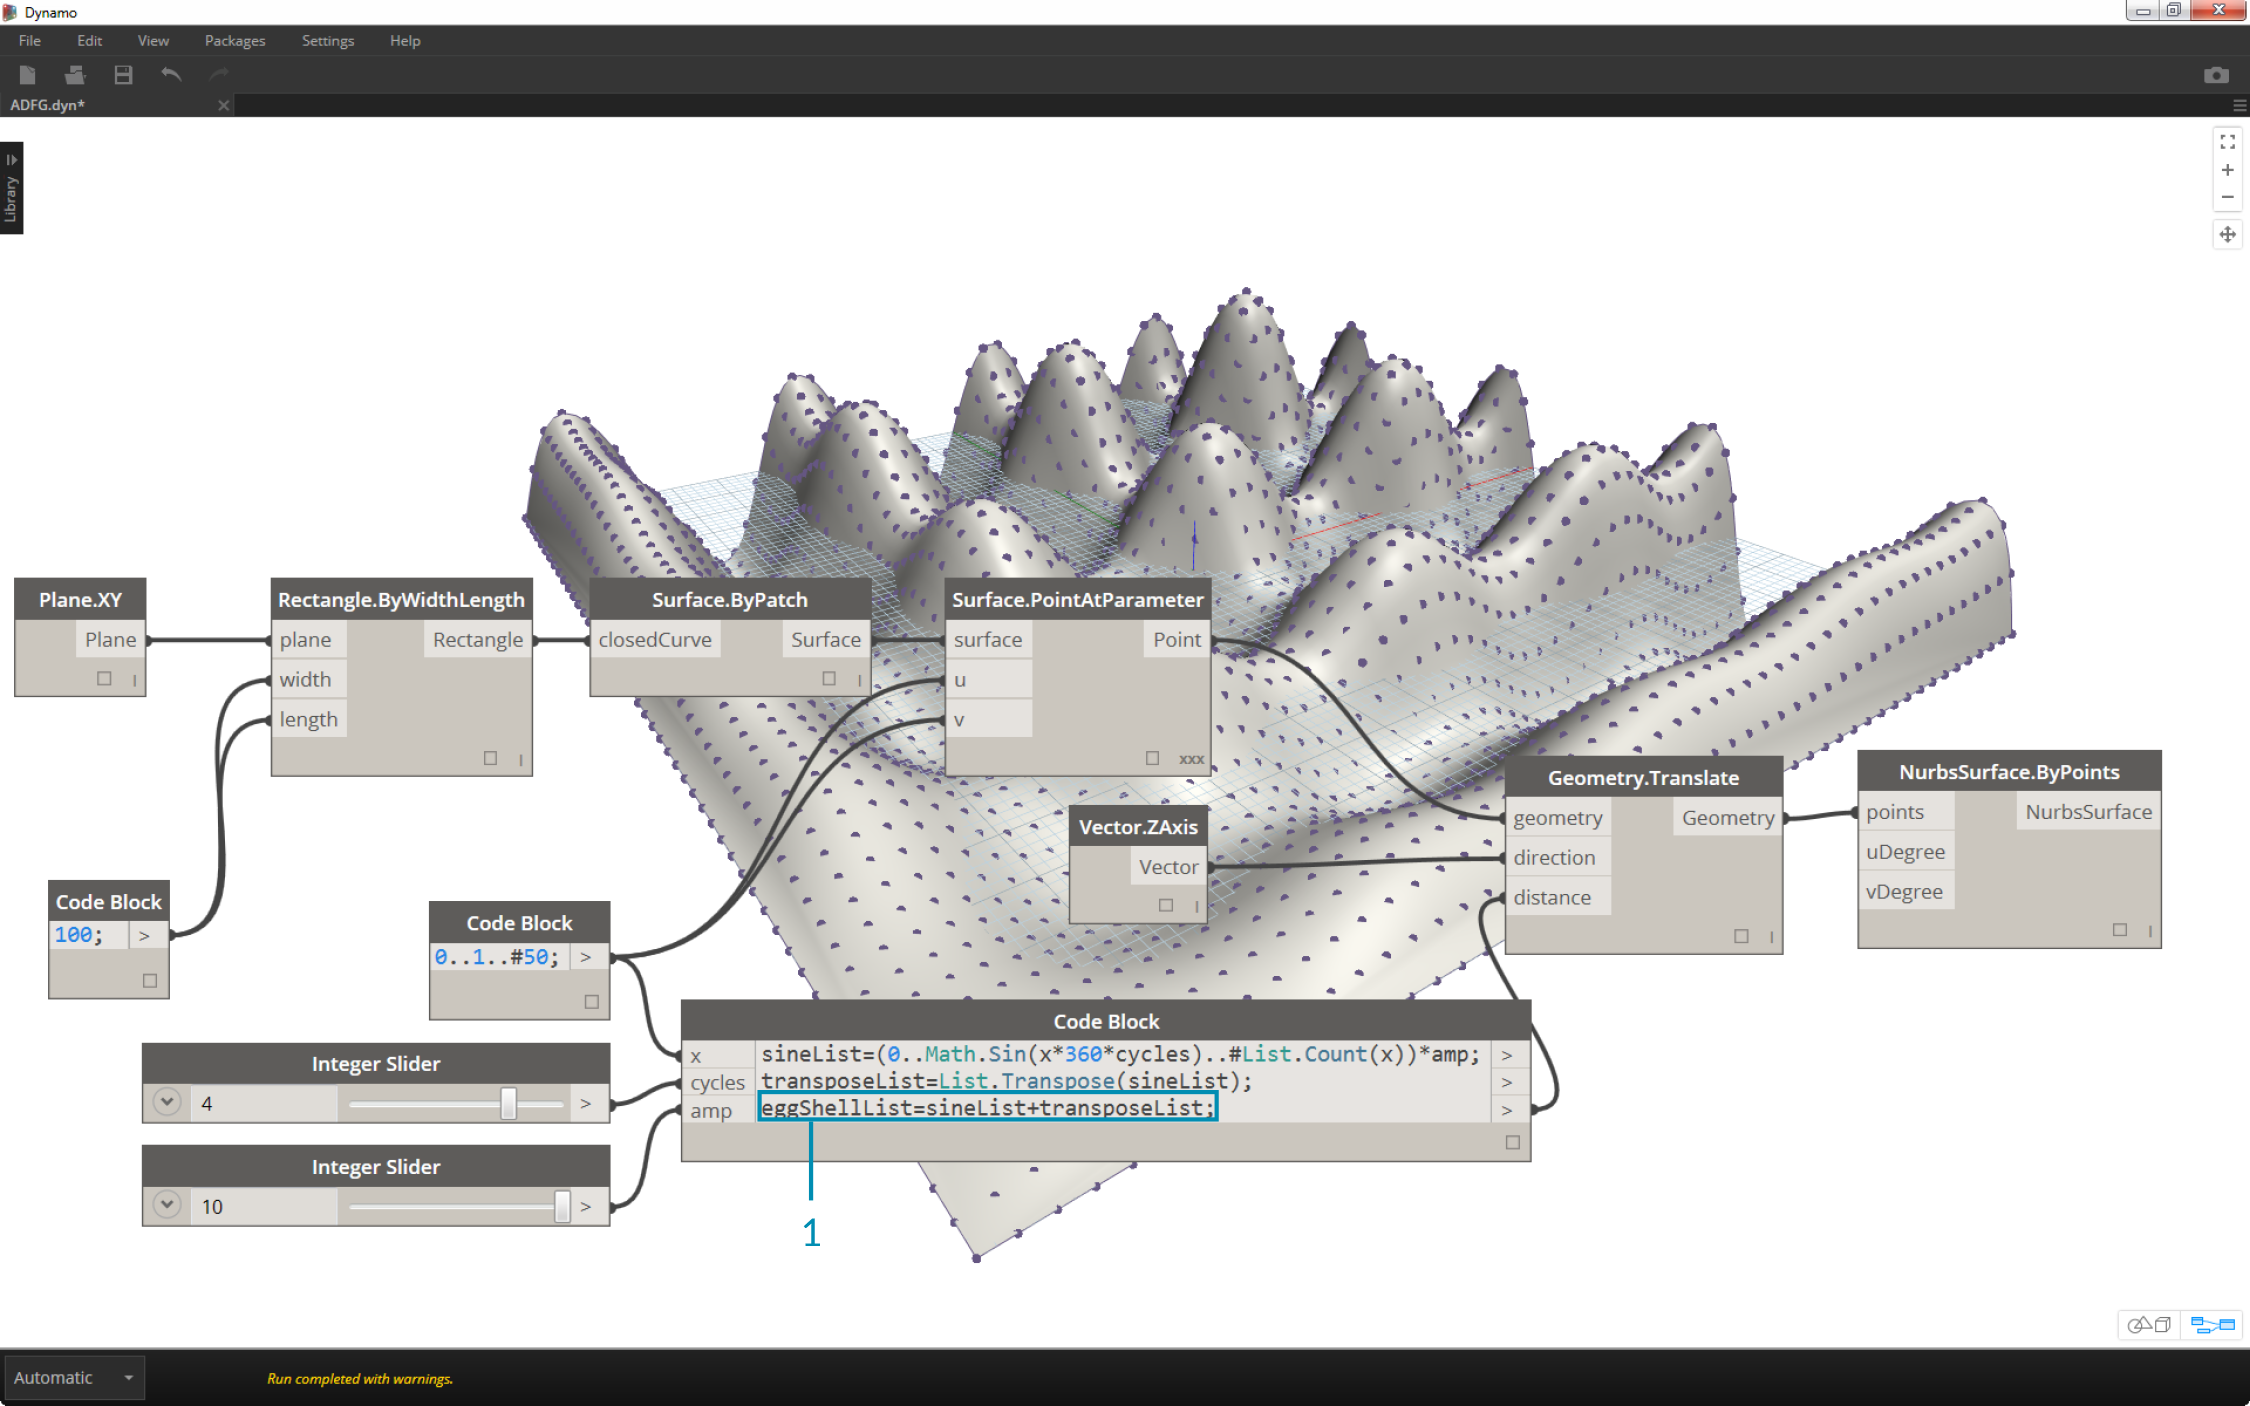 Dynamo
File Edit View Packages Settings Help
ADFG.dyn*
Library
Plane.XY
Plane
Rectangle.ByWidthLength
plane Rectangle
width
length
Surface.ByPatch
closedCurve Surface
Surface.PointAtParameter
surface Point
u
v
xxx
Vector.ZAxis
Vector
Geometry.Translate
geometry Geometry
direction
distance
NurbsSurface.ByPoints
points NurbsSurface
uDegree
vDegree
Code Block
100; >
Code Block
0..1..#50; >
Integer Slider
4 >
Integer Slider
10 >
Code Block
x sineList=(0..Math.Sin(x*360*cycles)..#List.Count(x))*amp; >
cycles transposeList=List.Transpose(sineList); >
amp eggShellList=sineList+transposeList; >
1
Automatic
Run completed with warnings.